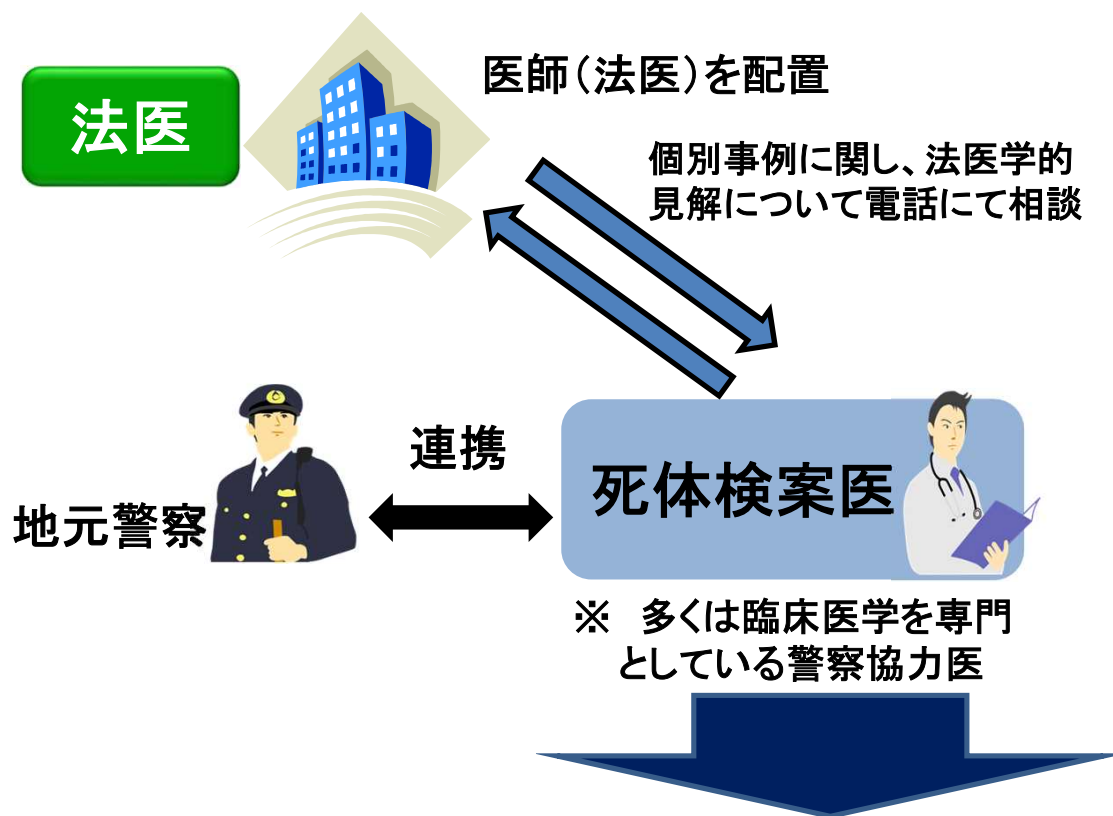 法医
医師（法医）を配置
個別事例に関し、法医学的
見解について電話にて相談
連携
地元警察
死体検案医
※　多くは臨床医学を専門
としている警察協力医